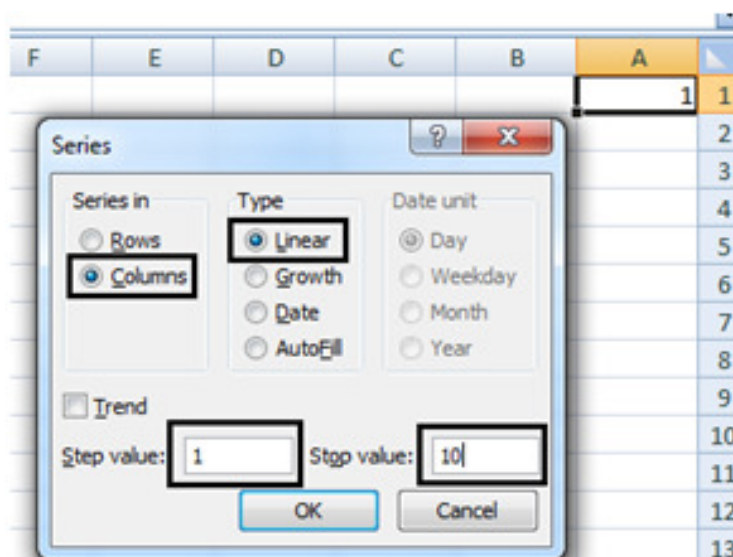 F E D C B A
1 1
2
3
4
5
6
7
8
9
10
11
12
13
Series
Series in Type Date unit
Rows Linear Day
Columns Growth Weekday
Date Month
AutoFill Year
Trend
Step value: 1 Stop value: 10
OK Cancel